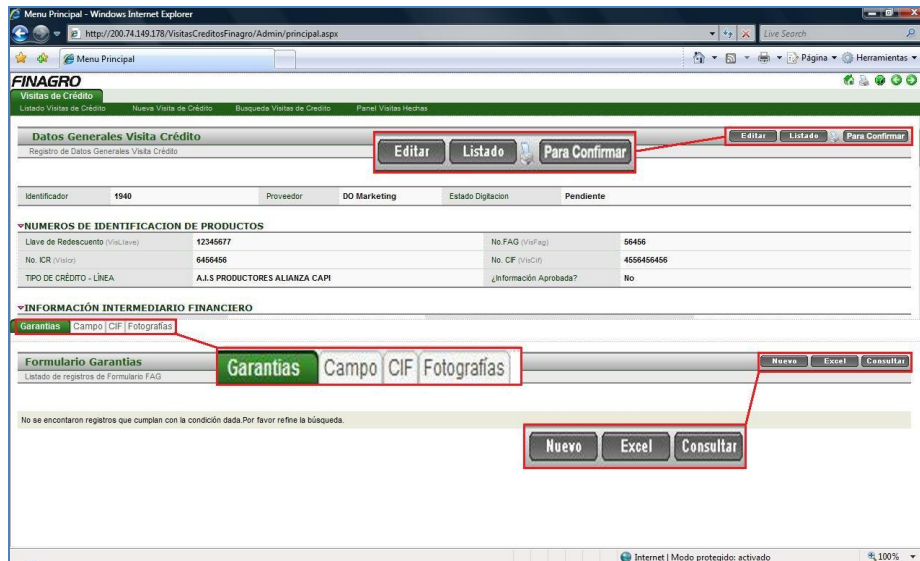 Menu Principal - Windows Internet Explorer
http://200.74.149.178/VisitasCreditosFinagro/Admin/principal.aspx
Live Search
Menu Principal
Página
Herramientas
FINAGRO
Visitas de Crédito
Listado Visitas de Crédito Nueva Visita de Crédito Busqueda Visitas de Credito Panel Visitas Hechas
Datos Generales Visita Crédito
Editar Listado Para Confirmar
Registro de Datos Generales Visita Crédito
Editar Listado Para Confirmar
Identificador 1940 Proveedor DO Marketing Estado Digitacion Pendiente
NUMEROS DE IDENTIFICACION DE PRODUCTOS
Llave de Redescuento (VisLlave) 12345677 No.FAG (VisFag) 56456
No. ICR (VisIcr) 6456456 No. CIF (VisCif) 4556456456
TIPO DE CRÉDITO - LÍNEA A.I.S PRODUCTORES ALIANZA CAPI ¿Información Aprobada? No
INFORMACIÓN INTERMEDIARIO FINANCIERO
Garantias Campo CIF Fotografías
Formulario Garantias
Nuevo Excel Consultar
Listado de registros de Formulario FAG
Garantias Campo CIF Fotografías
No se encontaron registros que cumplan con la condición dada.Por favor refine la búsqueda.
Nuevo Excel Consultar
Internet | Modo protegido: activado
100%